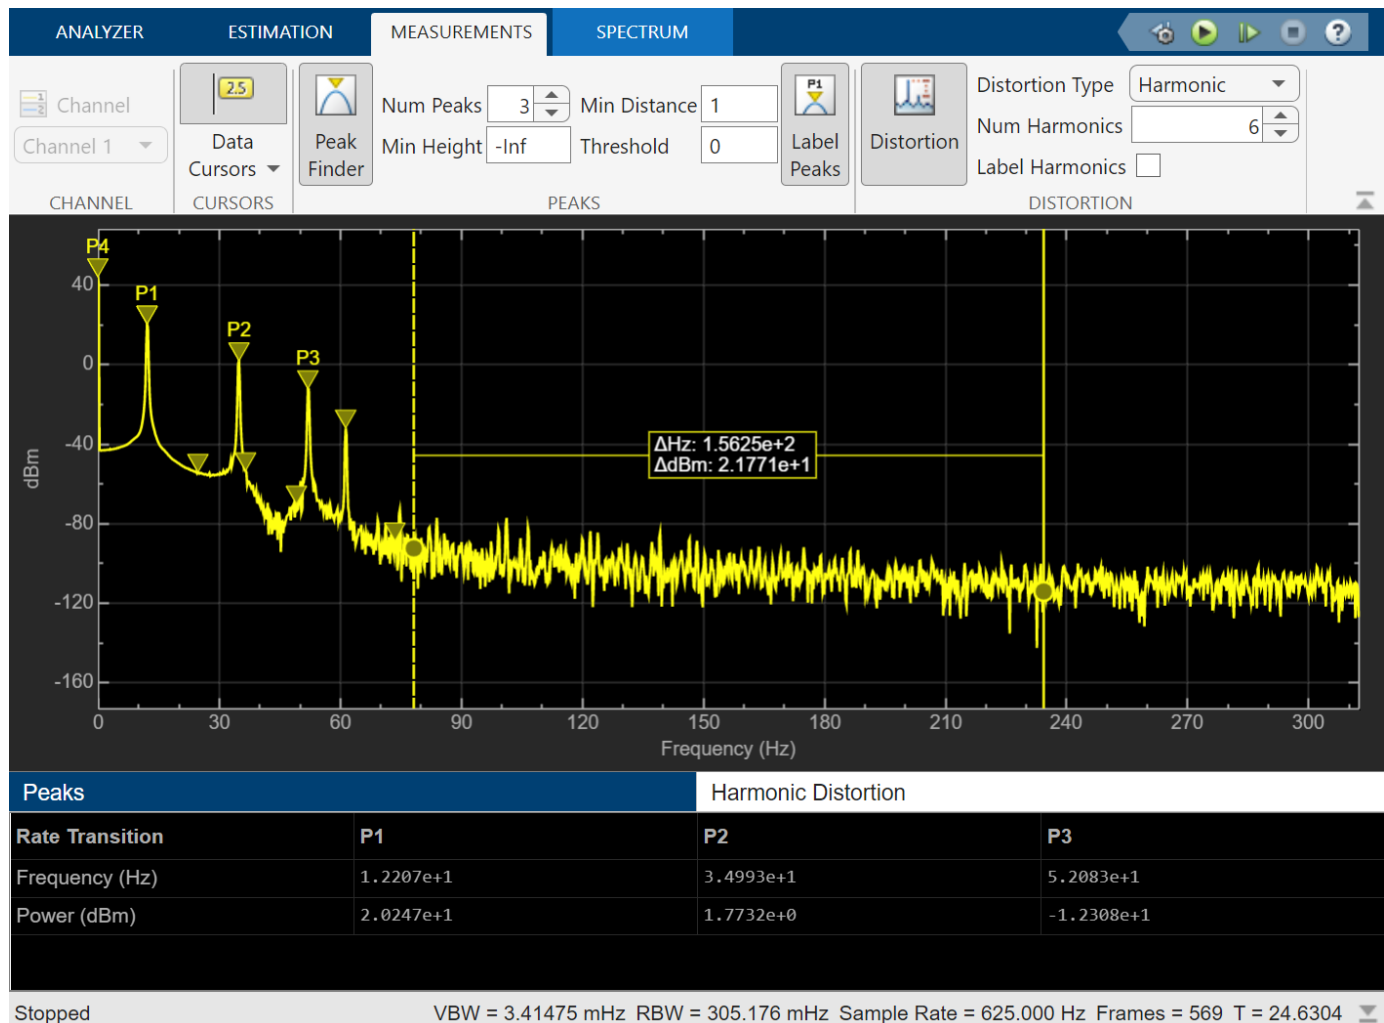 ANALYZER ESTIMATION MEASUREMENTS SPECTRUM
Channel
Channel 1
CHANNEL
2.5
Data
Cursors
CURSORS
Peak
Finder
Num Peaks 3 Min Distance 1
Min Height -Inf Threshold 0
P1
Label
Peaks
PEAKS
Distortion
Distortion Type Harmonic
Num Harmonics 6
Label Harmonics
DISTORTION
P4
P1
P2
P3
40
0
-40
-80
-120
-160
dBm
ΔHz: 1.5625e+2
ΔdBm: 2.1771e+1
0 30 60 90 120 150 180 210 240 270 300
Frequency (Hz)
Peaks Harmonic Distortion
Rate Transition P1 P2 P3
Frequency (Hz) 1.2207e+1 3.4993e+1 5.2083e+1
Power (dBm) 2.0247e+1 1.7732e+0 -1.2308e+1
Stopped VBW = 3.41475 mHz RBW = 305.176 mHz Sample Rate = 625.000 Hz Frames = 569 T = 24.6304